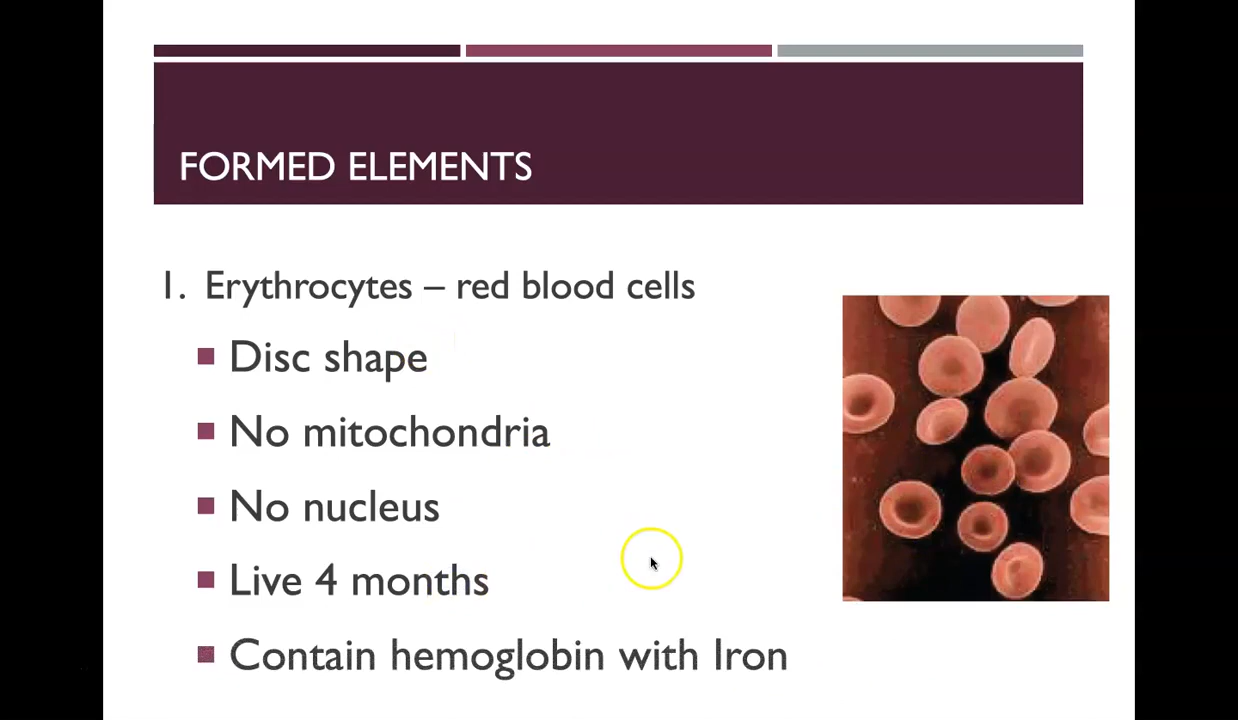 FORMED ELEMENTS
1. Erythrocytes – red blood cells
■ Disc shape
■ No mitochondria
■ No nucleus
■ Live 4 months
■ Contain hemoglobin with Iron